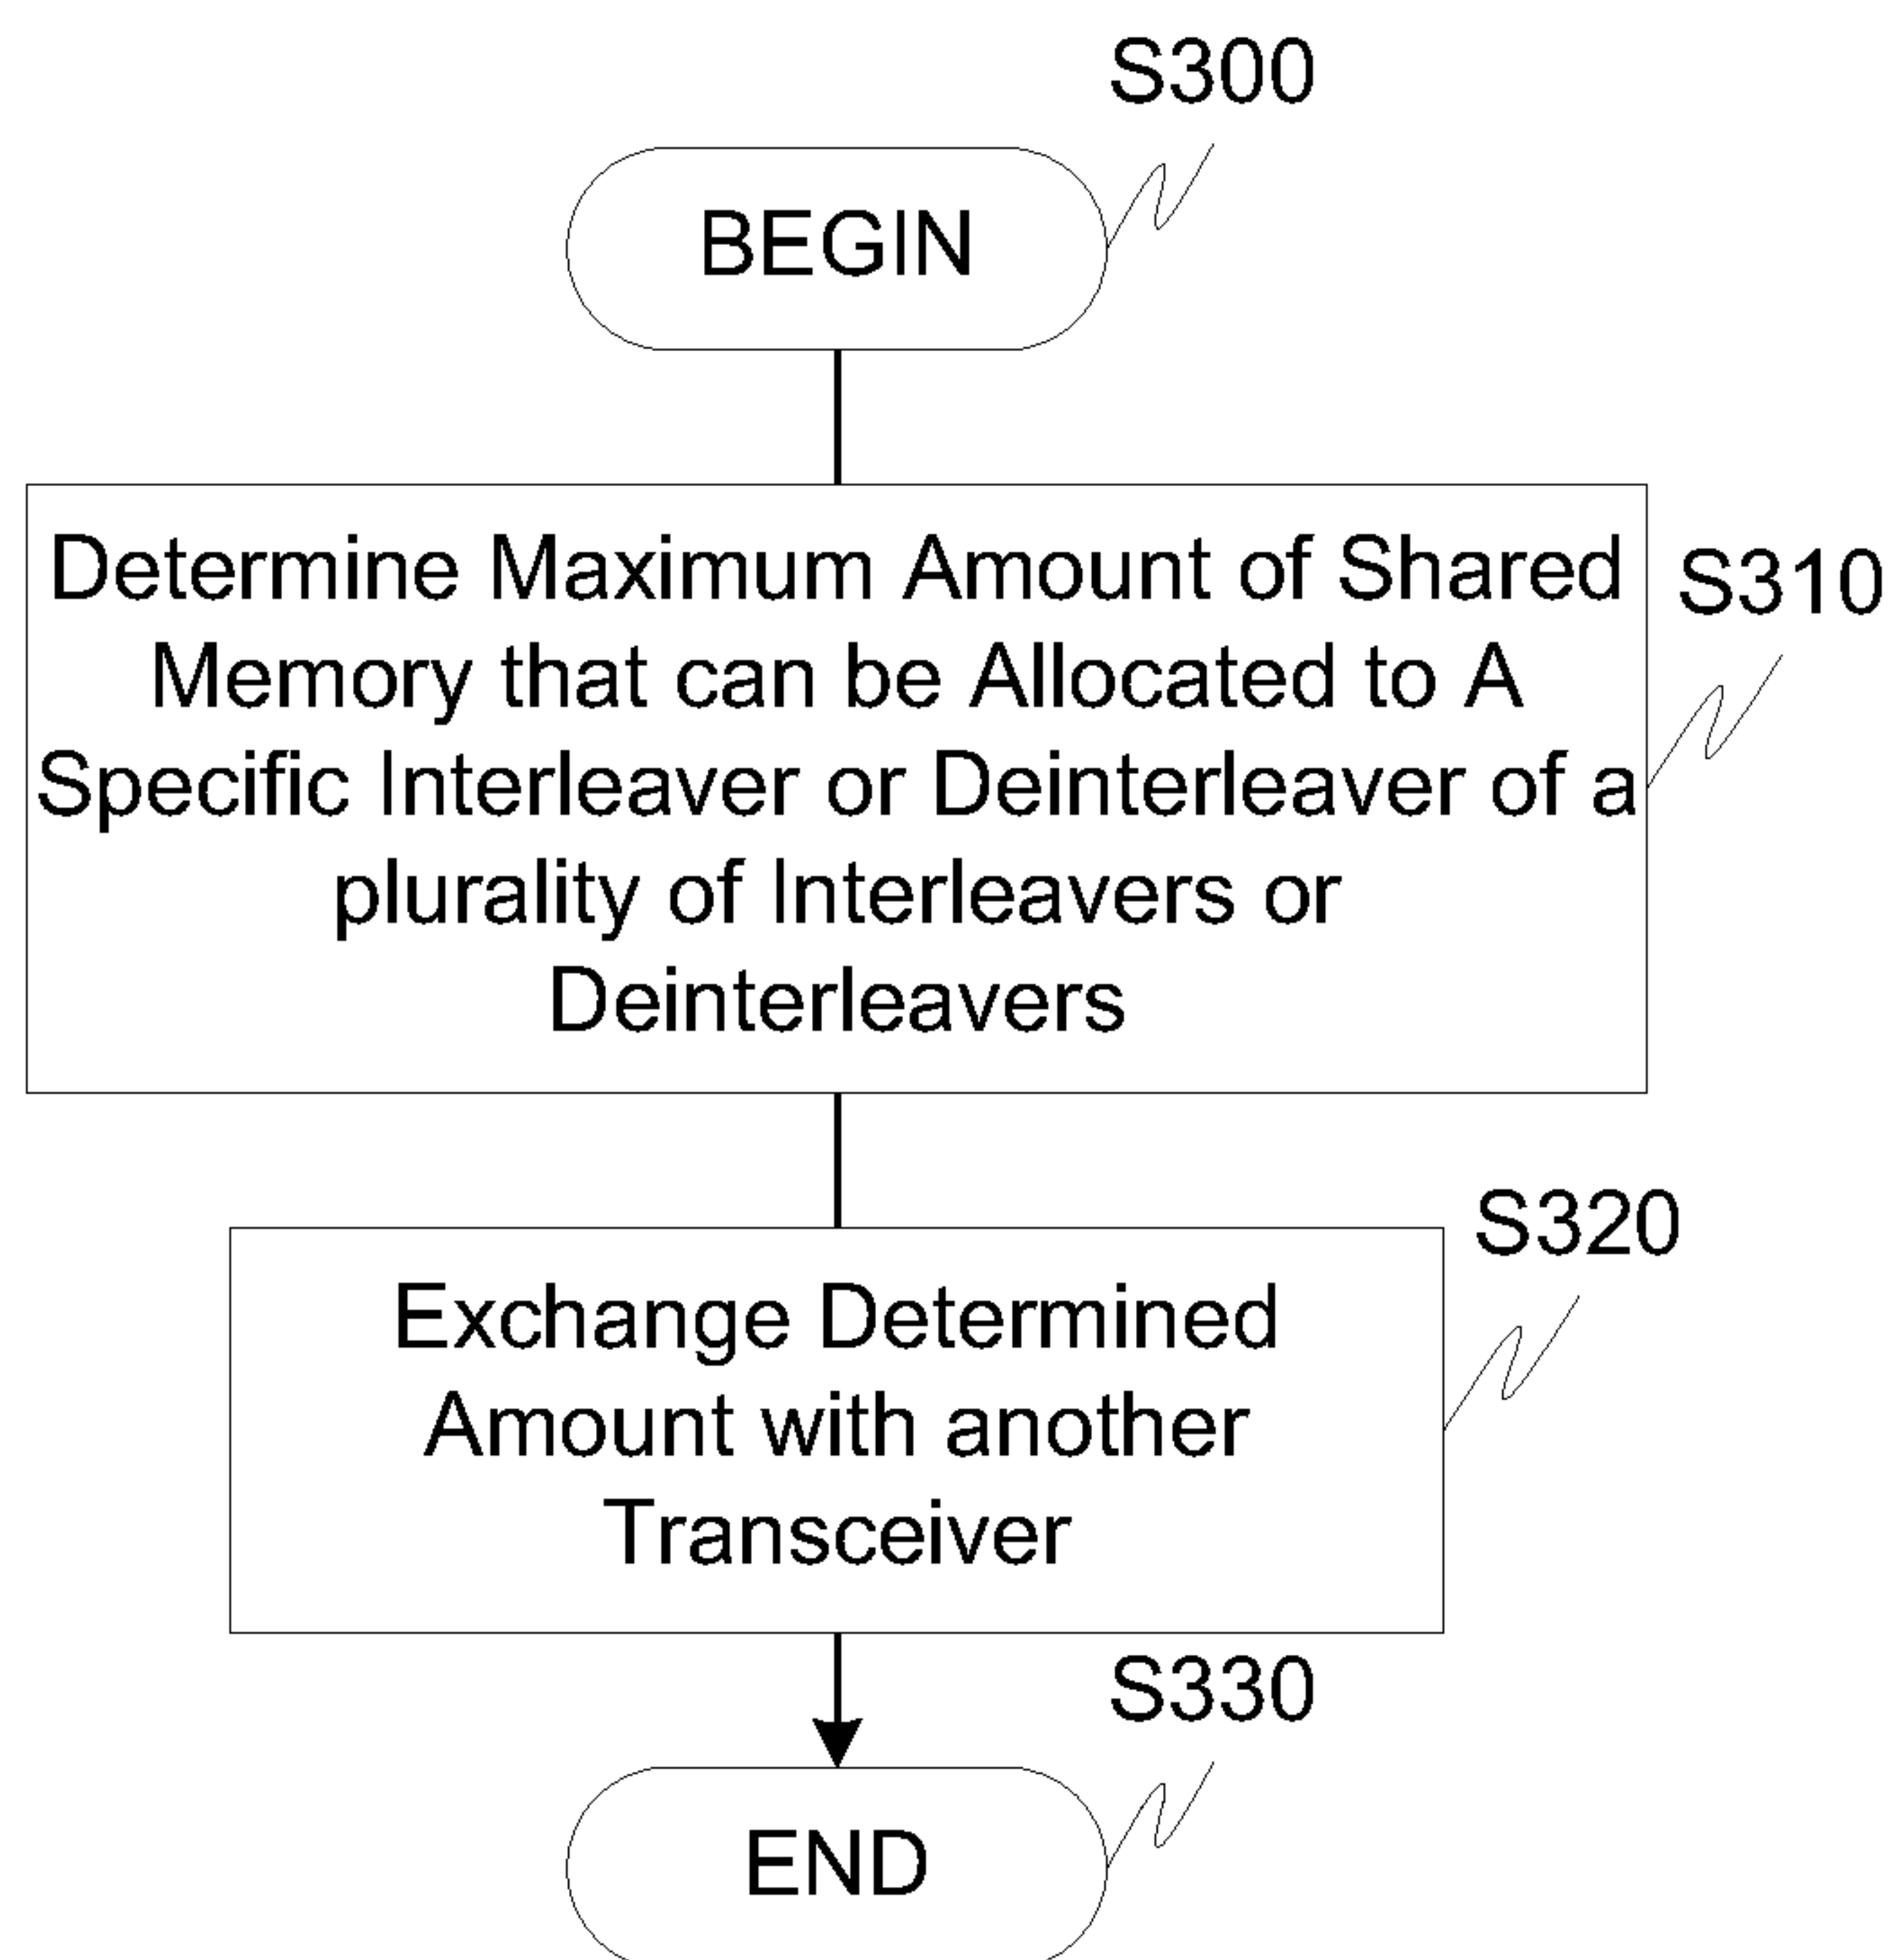 S300
BEGIN
Determine Maximum Amount of Shared
Memory that can be Allocated to A
Specific Interleaver or Deinterleaver of a
plurality of Interleavers or
Deinterleavers
S310
S320
Exchange Determined
Amount with another
Transceiver
S330
END